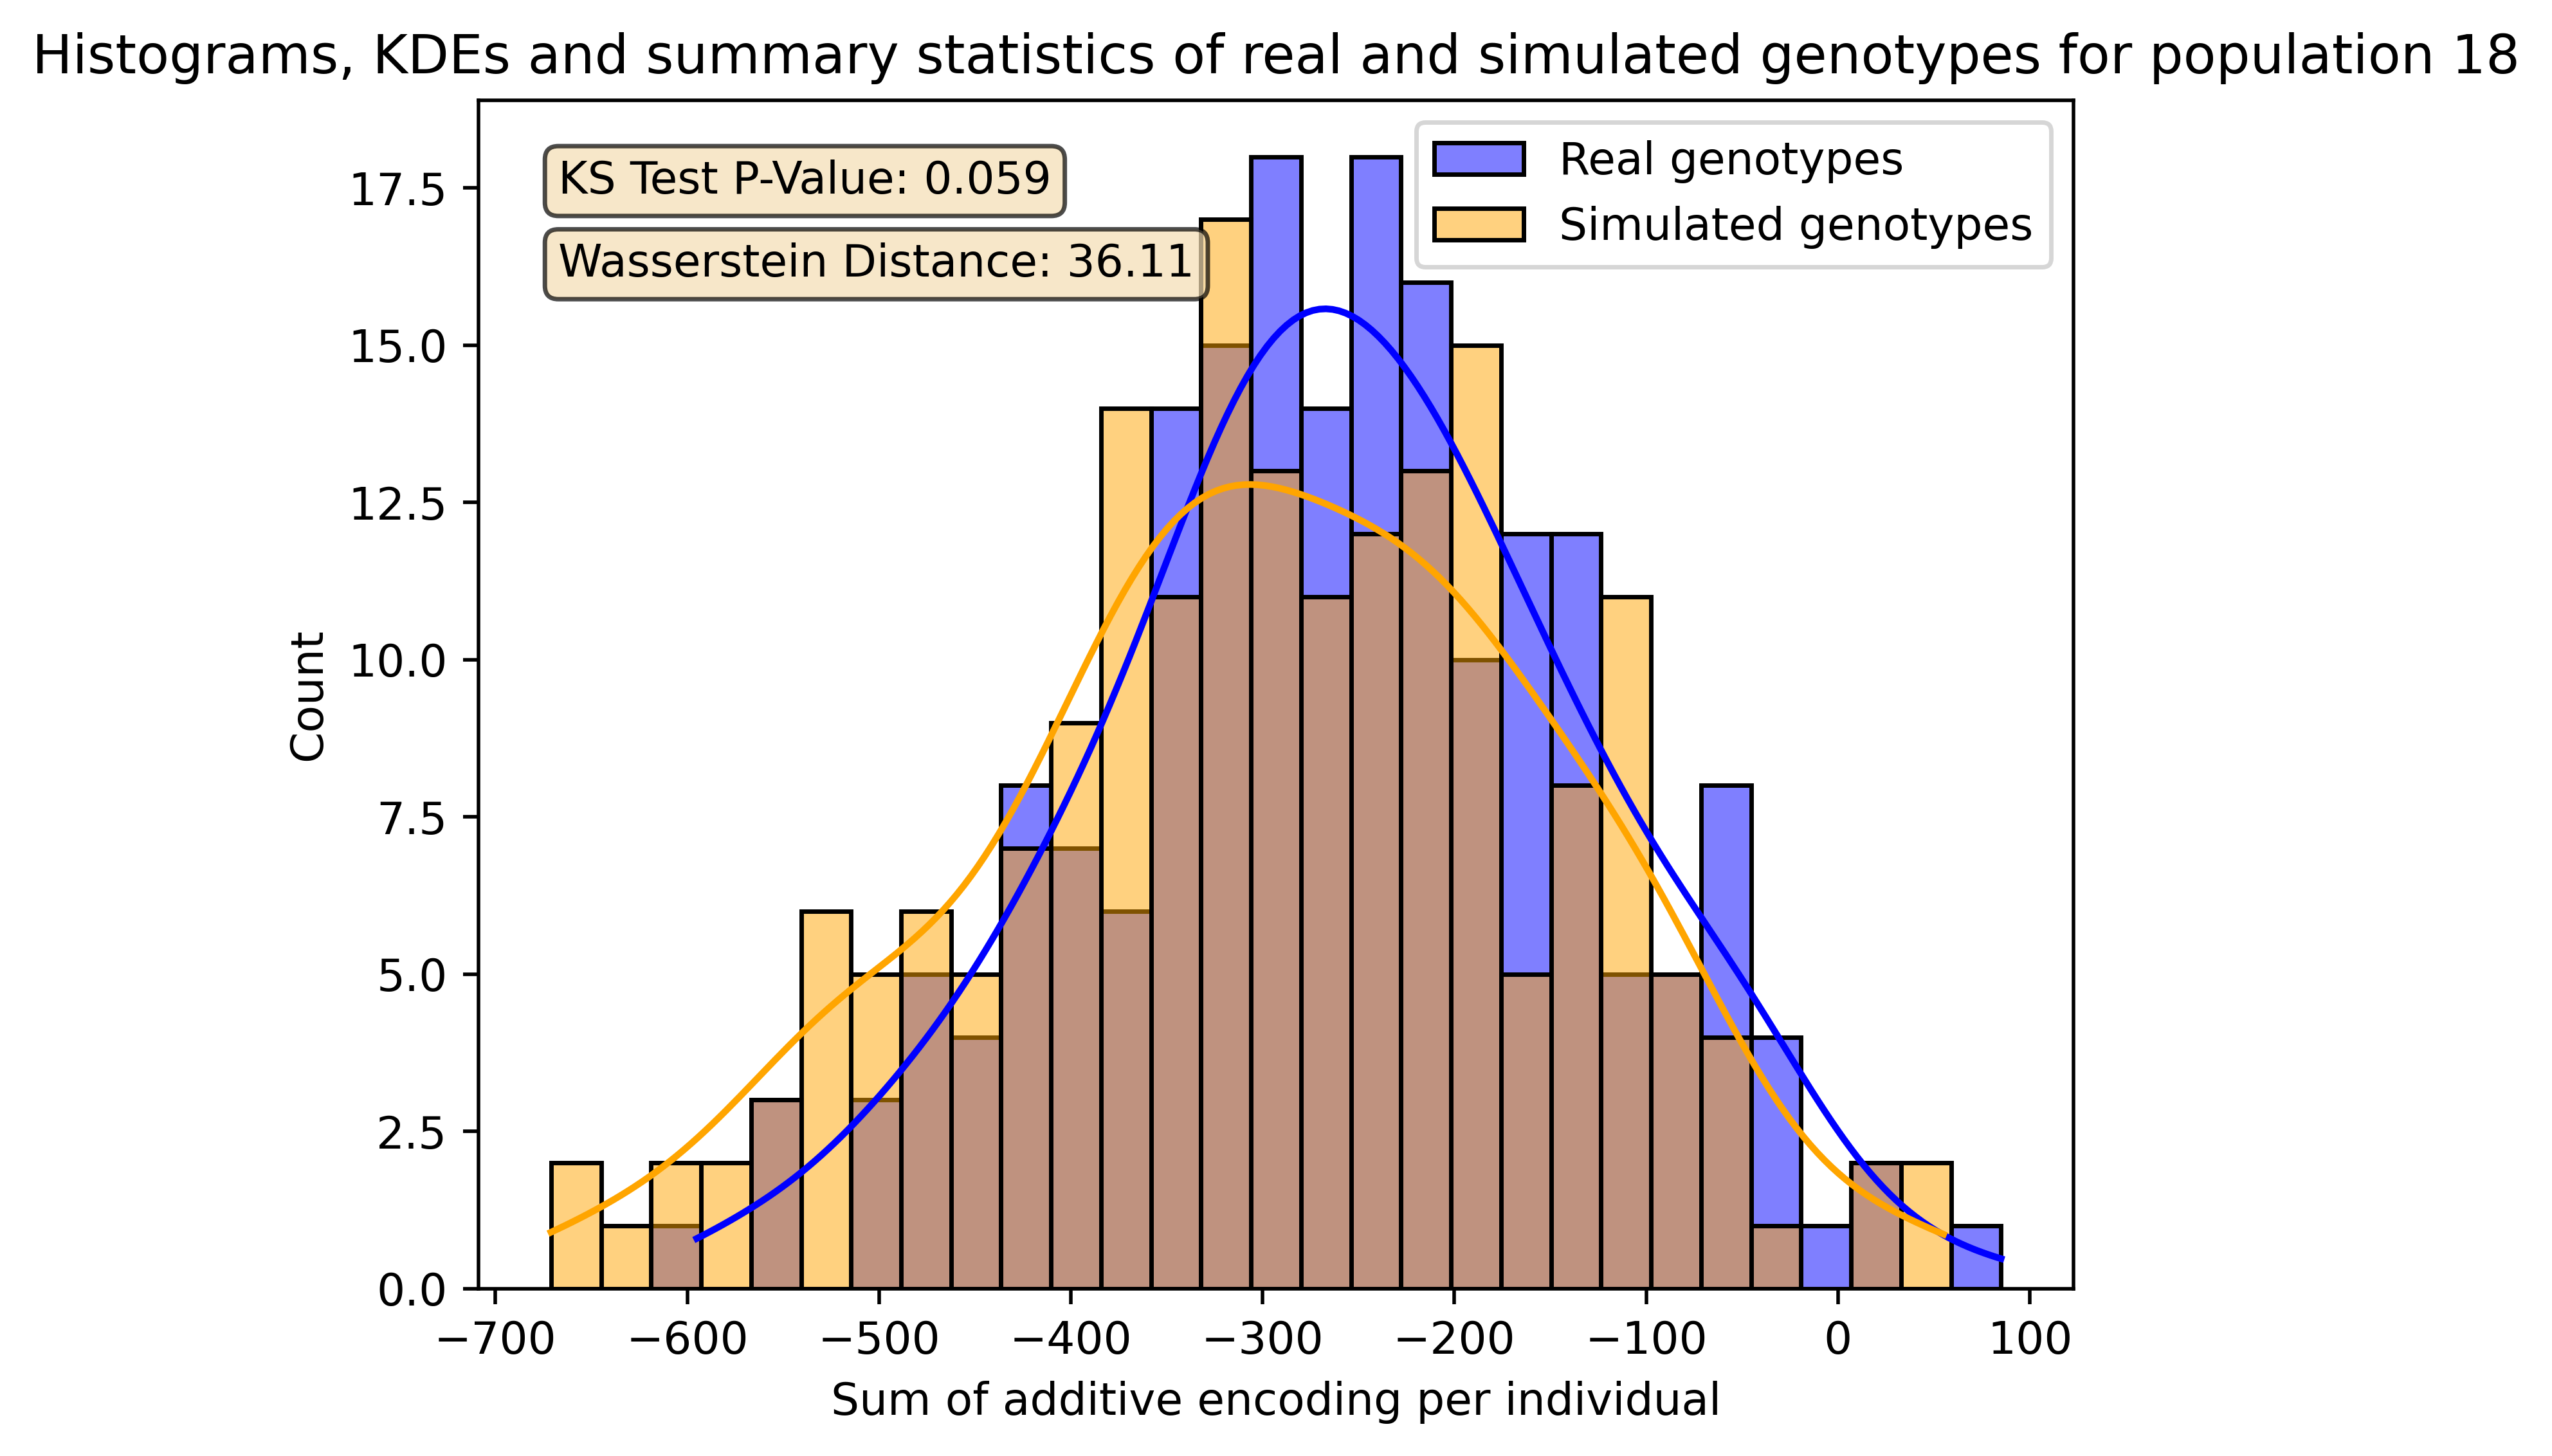 Histograms, KDEs and summary statistics of real and simulated genotypes for population 18
KS Test P-Value: 0.059
Wasserstein Distance: 36.11
Real genotypes
Simulated genotypes
17.5
15.0
12.5
10.0
7.5
5.0
2.5
0.0
Count
−700 −600 −500 −400 −300 −200 −100 0 100
Sum of additive encoding per individual